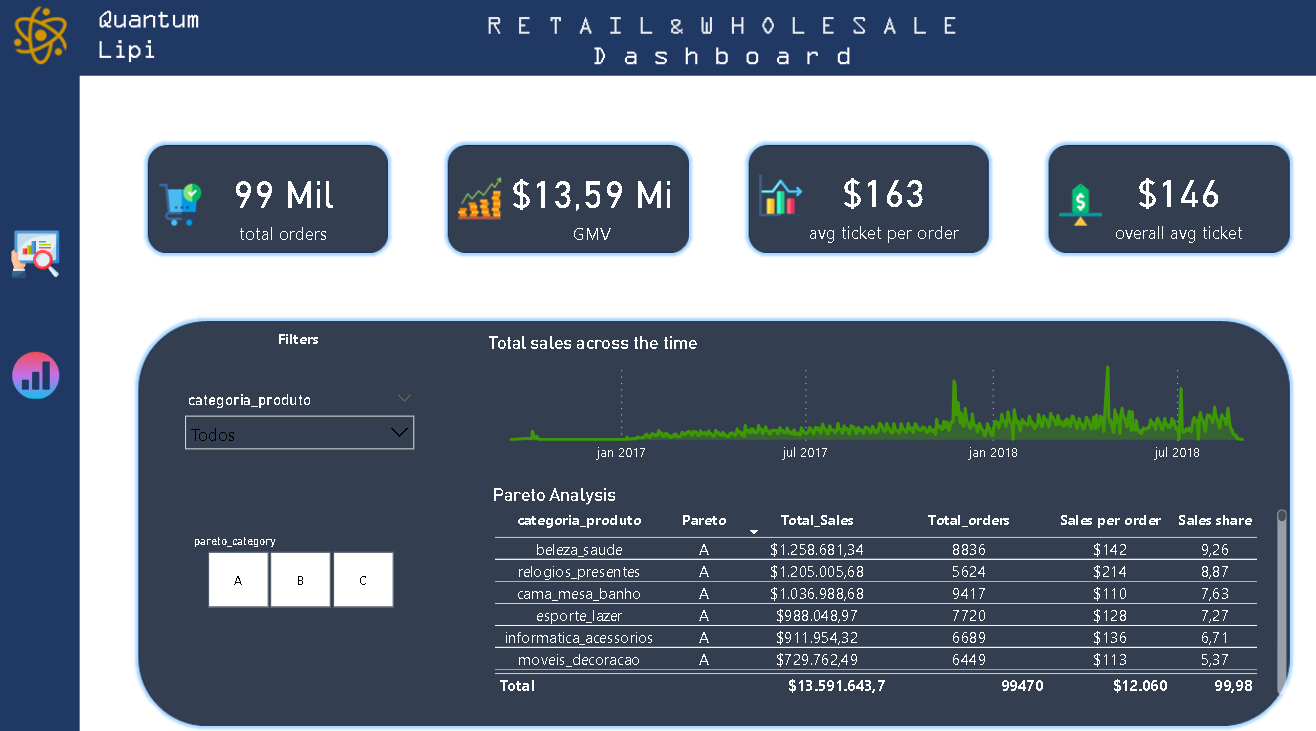 Quantum
Lipi
RETAIL&WHOLESALE
Dashboard
99 Mil
total orders
$13,59 Mi
GMV
$163
avg ticket per order
$146
overall avg ticket
Filters
categoria_produto
Todos
pareto_category
A B C
Total sales across the time
jan 2017 jul 2017 jan 2018 jul 2018
Pareto Analysis
categoria_produto Pareto Total_Sales Total_orders Sales per order Sales share
beleza_saude A $1.258.681,34 8836 $142 9,26
relogios_presentes A $1.205.005,68 5624 $214 8,87
cama_mesa_banho A $1.036.988,68 9417 $110 7,63
esporte_lazer A $988.048,97 7720 $128 7,27
informatica_acessorios A $911.954,32 6689 $136 6,71
moveis_decoracao A $729.762,49 6449 $113 5,37
Total $13.591.643,7 99470 $12.060 99,98